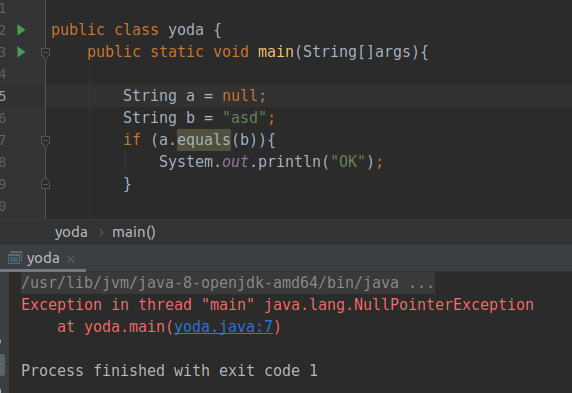 1
2 public class yoda {
3 public static void main(String[]args){
4
5 String a = null;
6 String b = "asd";
7 if (a.equals(b)){
8 System.out.println("OK");
9 }
0
yoda › main()
yoda ×
/usr/lib/jvm/java-8-openjdk-amd64/bin/java ...
Exception in thread "main" java.lang.NullPointerException
at yoda.main(yoda.java:7)
Process finished with exit code 1